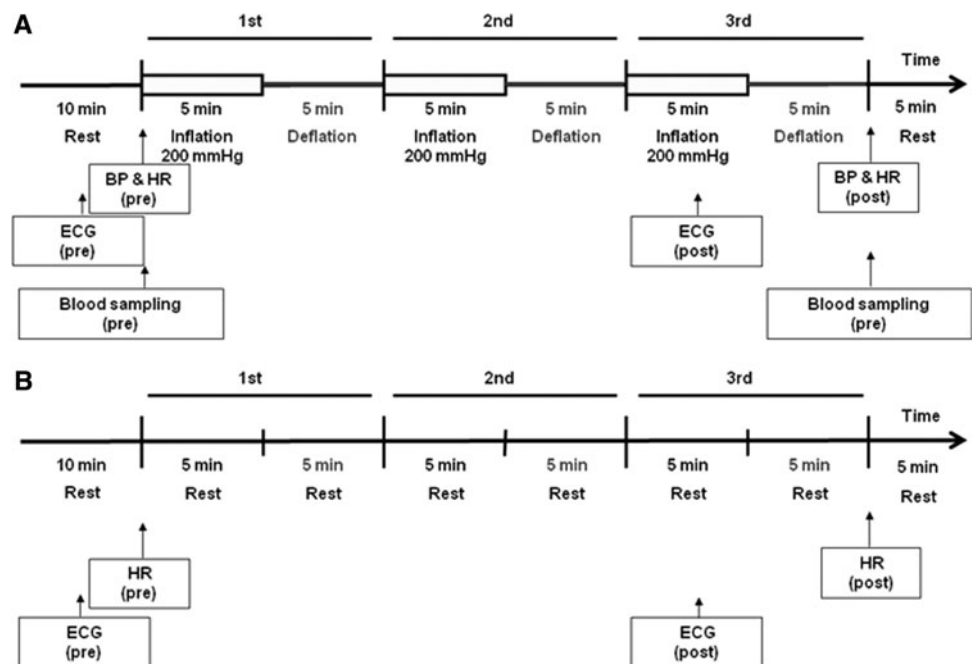 A
1st 2nd 3rd
Time
10 min 5 min 5 min 5 min 5 min 5 min 5 min 5 min
Rest Inflation Deflation Inflation Deflation Inflation Deflation Rest
200 mmHg 200 mmHg 200 mmHg
BP & HR
(pre)
BP & HR
(post)
ECG
(pre)
ECG
(post)
Blood sampling
(pre)
Blood sampling
(pre)
B
1st 2nd 3rd
Time
10 min 5 min 5 min 5 min 5 min 5 min 5 min 5 min
Rest Rest Rest Rest Rest Rest Rest Rest
HR
(pre)
HR
(post)
ECG
(pre)
ECG
(post)